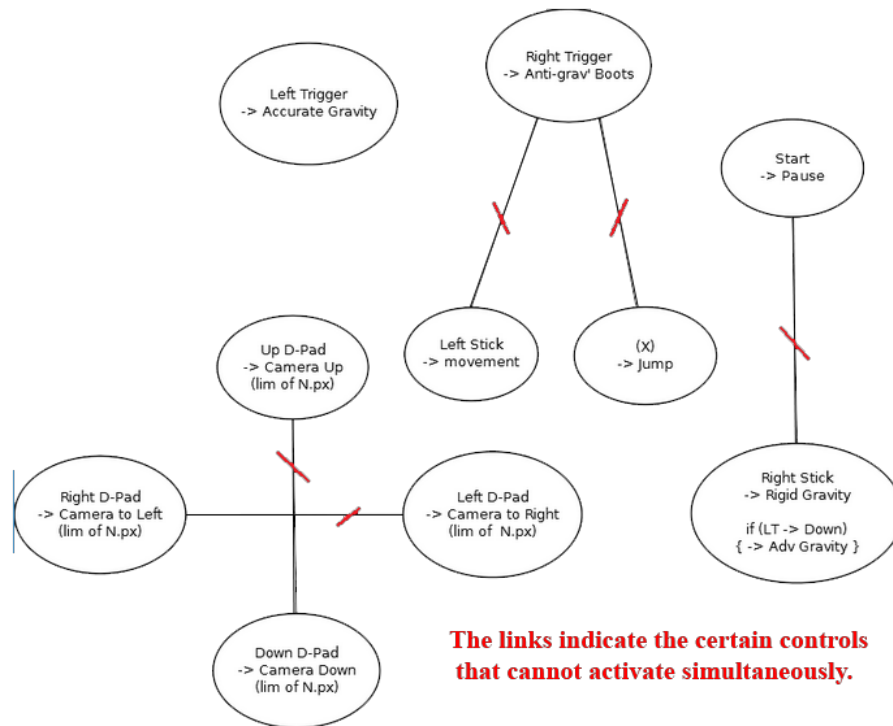 Right Trigger
-> Anti-grav' Boots
Left Trigger
-> Accurate Gravity
Start
-> Pause
Up D-Pad
-> Camera Up
(lim of N.px)
Left Stick
-> movement
(X)
-> Jump
Right D-Pad
-> Camera to Left
(lim of N.px)
Left D-Pad
-> Camera to Right
(lim of N.px)
Right Stick
-> Rigid Gravity
if (LT -> Down)
{ -> Adv Gravity }
Down D-Pad
-> Camera Down
(lim of N.px)
The links indicate the certain controls
that cannot activate simultaneously.